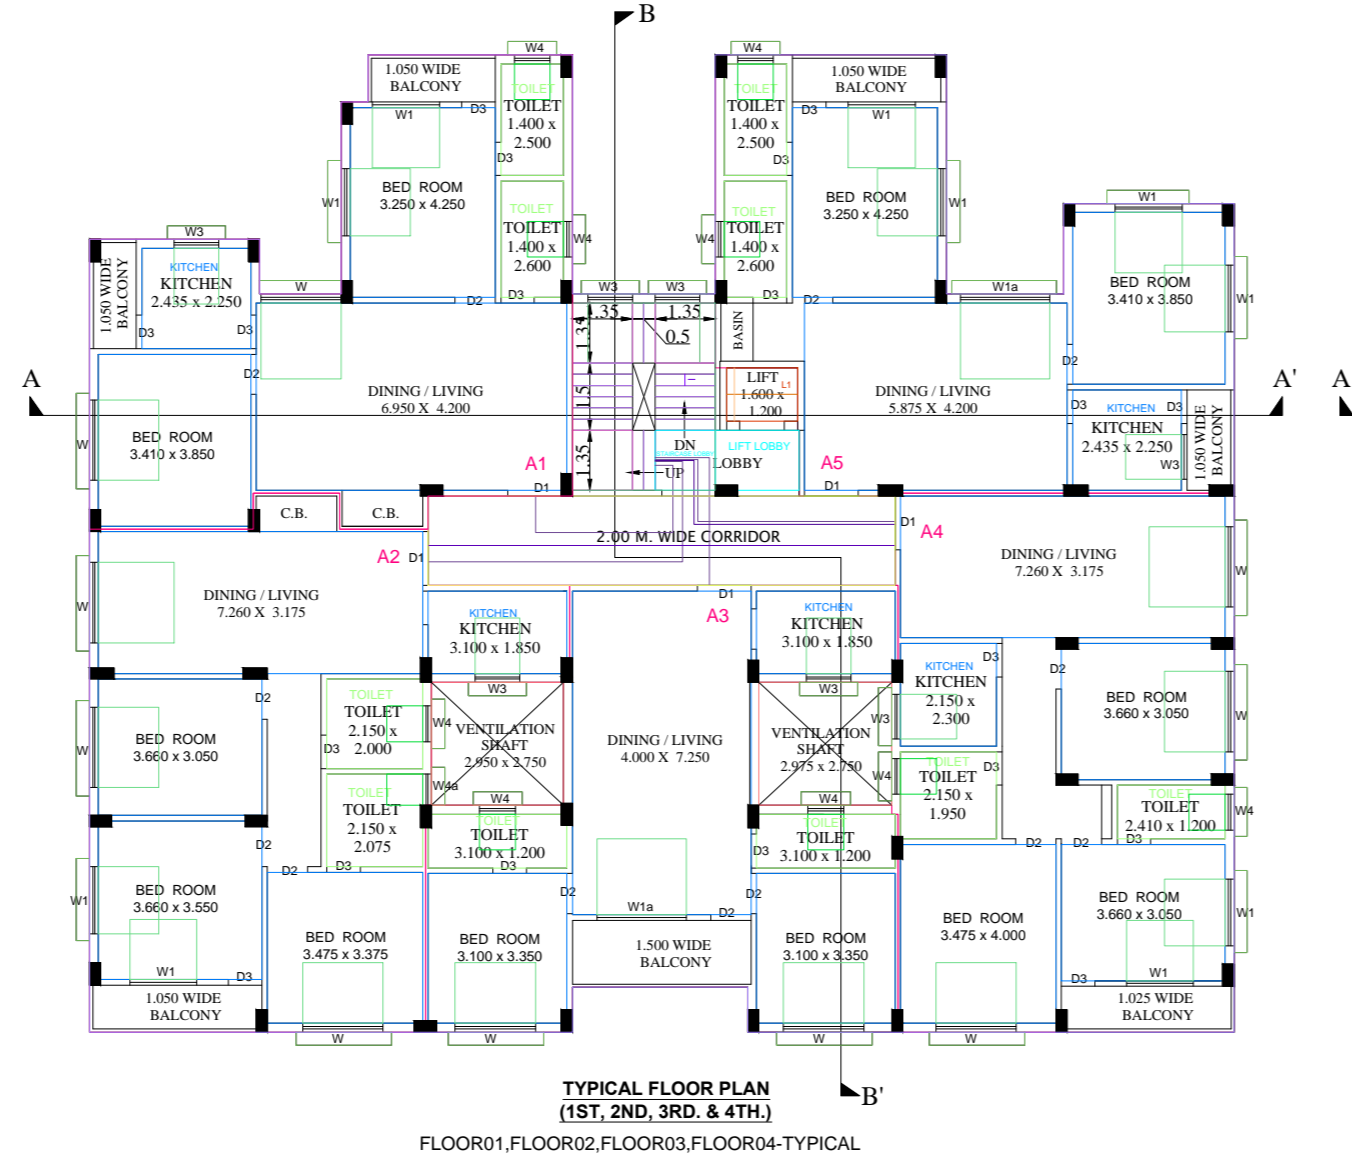 B
W4
W4
1.050 WIDE
BALCONY
TOILET
TOILET
1.400 x
2.500
TOILET
TOILET
1.400 x
2.500
1.050 WIDE
BALCONY
W1
D3
D3
W1
D3
D3
BED ROOM
3.250 x 4.250
W1
TOILET
TOILET
1.400 x
2.600
W4
D3
W4
TOILET
TOILET
1.400 x
2.600
D3
BED ROOM
3.250 x 4.250
W1
W1
W3
1.050 WIDE
BALCONY
KITCHEN
KITCHEN
2.435 x 2.250
D3
D3
W
D2
W3
W3
1.35
1.35
0.5
1.35
1.5
1.35
BASIN
D2
W1a
BED ROOM
3.410 x 3.850
W1
D2
D2
A
DINING / LIVING
6.950 X 4.200
LIFT
L1
1.600 x
1.200
DINING / LIVING
5.875 X 4.200
D3
KITCHEN
D3
KITCHEN
2.435 x 2.250
W3
1.050 WIDE
BALCONY
A'
A
W
BED ROOM
3.410 x 3.850
DN
STAIRCASE LOBBY
LIFT LOBBY
LOBBY
UP
A1
A5
D1
D1
C.B.
C.B.
2.00 M. WIDE CORRIDOR
A2
D1
D1
A4
W
DINING / LIVING
7.260 X 3.175
DINING / LIVING
7.260 X 3.175
W
KITCHEN
KITCHEN
3.100 x 1.850
D1
A3
KITCHEN
KITCHEN
3.100 x 1.850
D3
KITCHEN
KITCHEN
2.150 x
2.300
D2
W3
W3
W
BED ROOM
3.660 x 3.050
D2
TOILET
TOILET
2.150 x
2.000
D3
W4
VENTILATION
SHAFT
2.950 x 2.750
W4a
W4
DINING / LIVING
4.000 X 7.250
VENTILATION
SHAFT
2.975 x 2.750
W3
W4
W4
BED ROOM
3.660 x 3.050
W
TOILET
TOILET
2.150 x
2.075
D3
TOILET
TOILET
3.100 x 1.200
D3
TOILET
TOILET
3.100 x 1.200
D3
TOILET
TOILET
2.150 x
1.950
D3
TOILET
TOILET
2.410 x 1.200
W4
D3
D2
D2
D2
D2
W1
BED ROOM
3.660 x 3.550
D2
D2
D2
W1a
D2
BED ROOM
3.660 x 3.050
W1
BED ROOM
3.475 x 3.375
BED ROOM
3.100 x 3.350
1.500 WIDE
BALCONY
BED ROOM
3.100 x 3.350
BED ROOM
3.475 x 4.000
W1
D3
D3
W1
1.050 WIDE
BALCONY
1.025 WIDE
BALCONY
W
W
W
W
B'
TYPICAL FLOOR PLAN
(1ST, 2ND, 3RD. & 4TH.)
FLOOR01,FLOOR02,FLOOR03,FLOOR04-TYPICAL